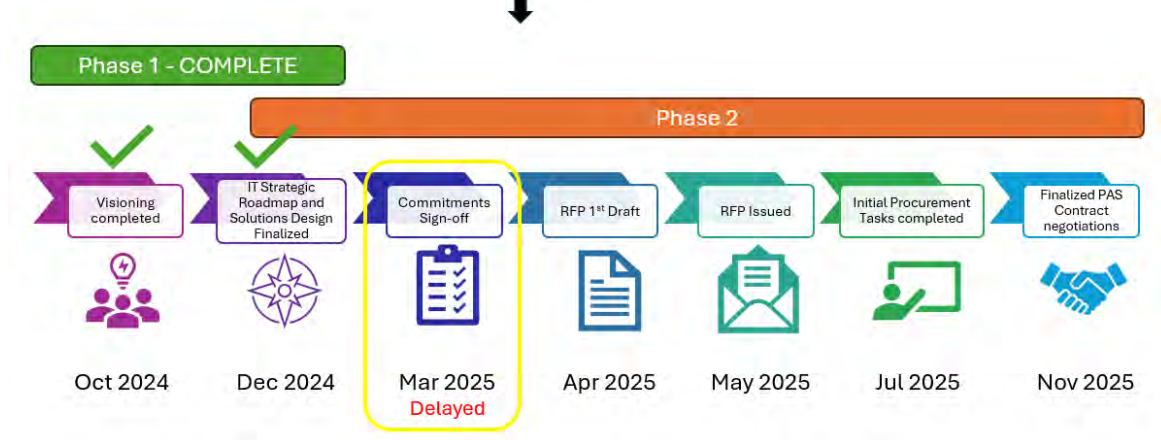 Phase 1 - COMPLETE
Phase 2
Visioning
completed
IT Strategic
Roadmap and
Solutions Design
Finalized
Commitments
Sign-off
RFP 1st Draft
RFP Issued
Initial Procurement
Tasks completed
Finalized PAS
Contract
negotiations
Oct 2024
Dec 2024
Mar 2025
Delayed
Apr 2025
May 2025
Jul 2025
Nov 2025